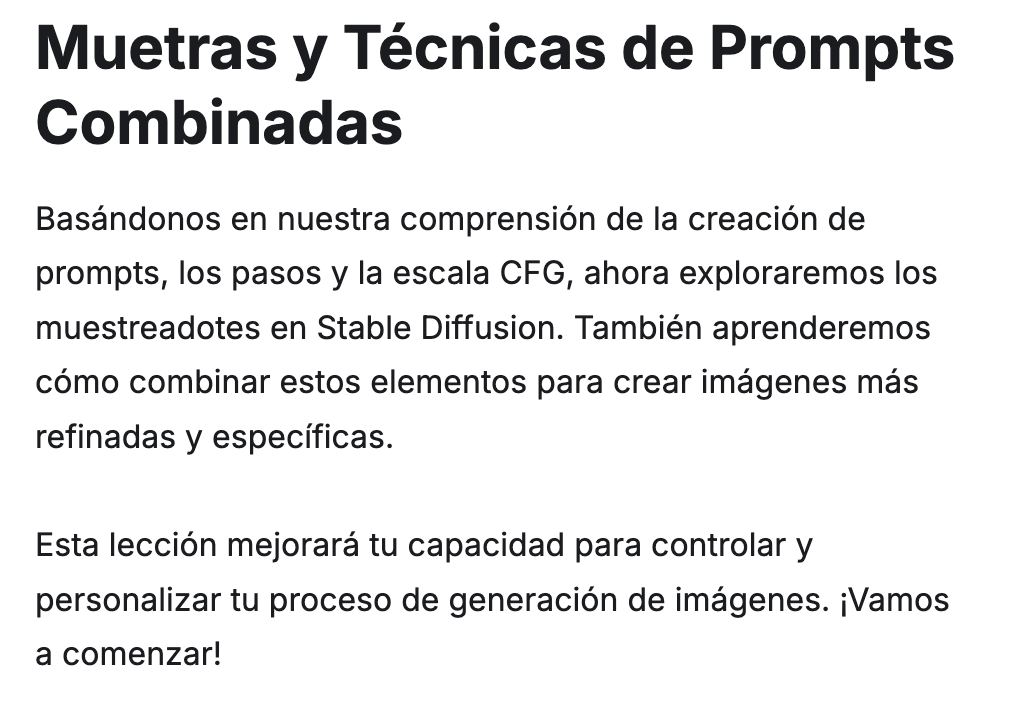 Muetras y Técnicas de Prompts
Combinadas
Basándonos en nuestra comprensión de la creación de
prompts, los pasos y la escala CFG, ahora exploraremos los
muestreadotes en Stable Diffusion. También aprenderemos
cómo combinar estos elementos para crear imágenes más
refinadas y específicas.
Esta lección mejorará tu capacidad para controlar y
personalizar tu proceso de generación de imágenes. ¡Vamos
a comenzar!